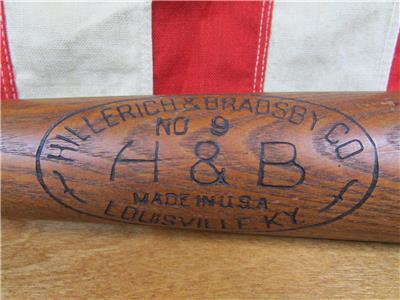 HILLERICH & BRADSBY CO.
NO 9
H & B
MADE IN U.S.A
LOUISVILLE. KY.